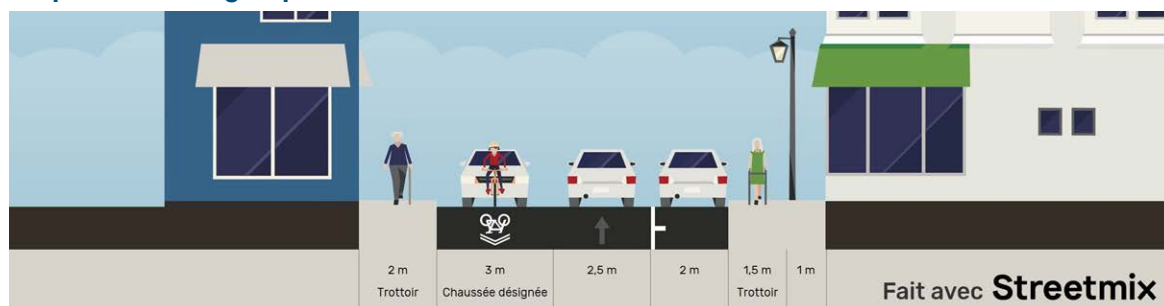 2 m
Trottoir
3 m
Chaussée désignée
2,5 m
2 m
1,5 m
Trottoir
1 m
Fait avec Streetmix